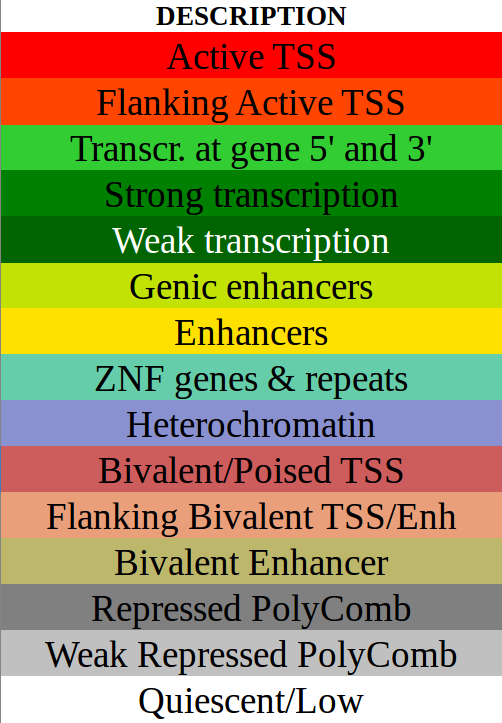 DESCRIPTION
Active TSS
Flanking Active TSS
Transcr. at gene 5' and 3'
Strong transcription
Weak transcription
Genic enhancers
Enhancers
ZNF genes & repeats
Heterochromatin
Bivalent/Poised TSS
Flanking Bivalent TSS/Enh
Bivalent Enhancer
Repressed PolyComb
Weak Repressed PolyComb
Quiescent/Low